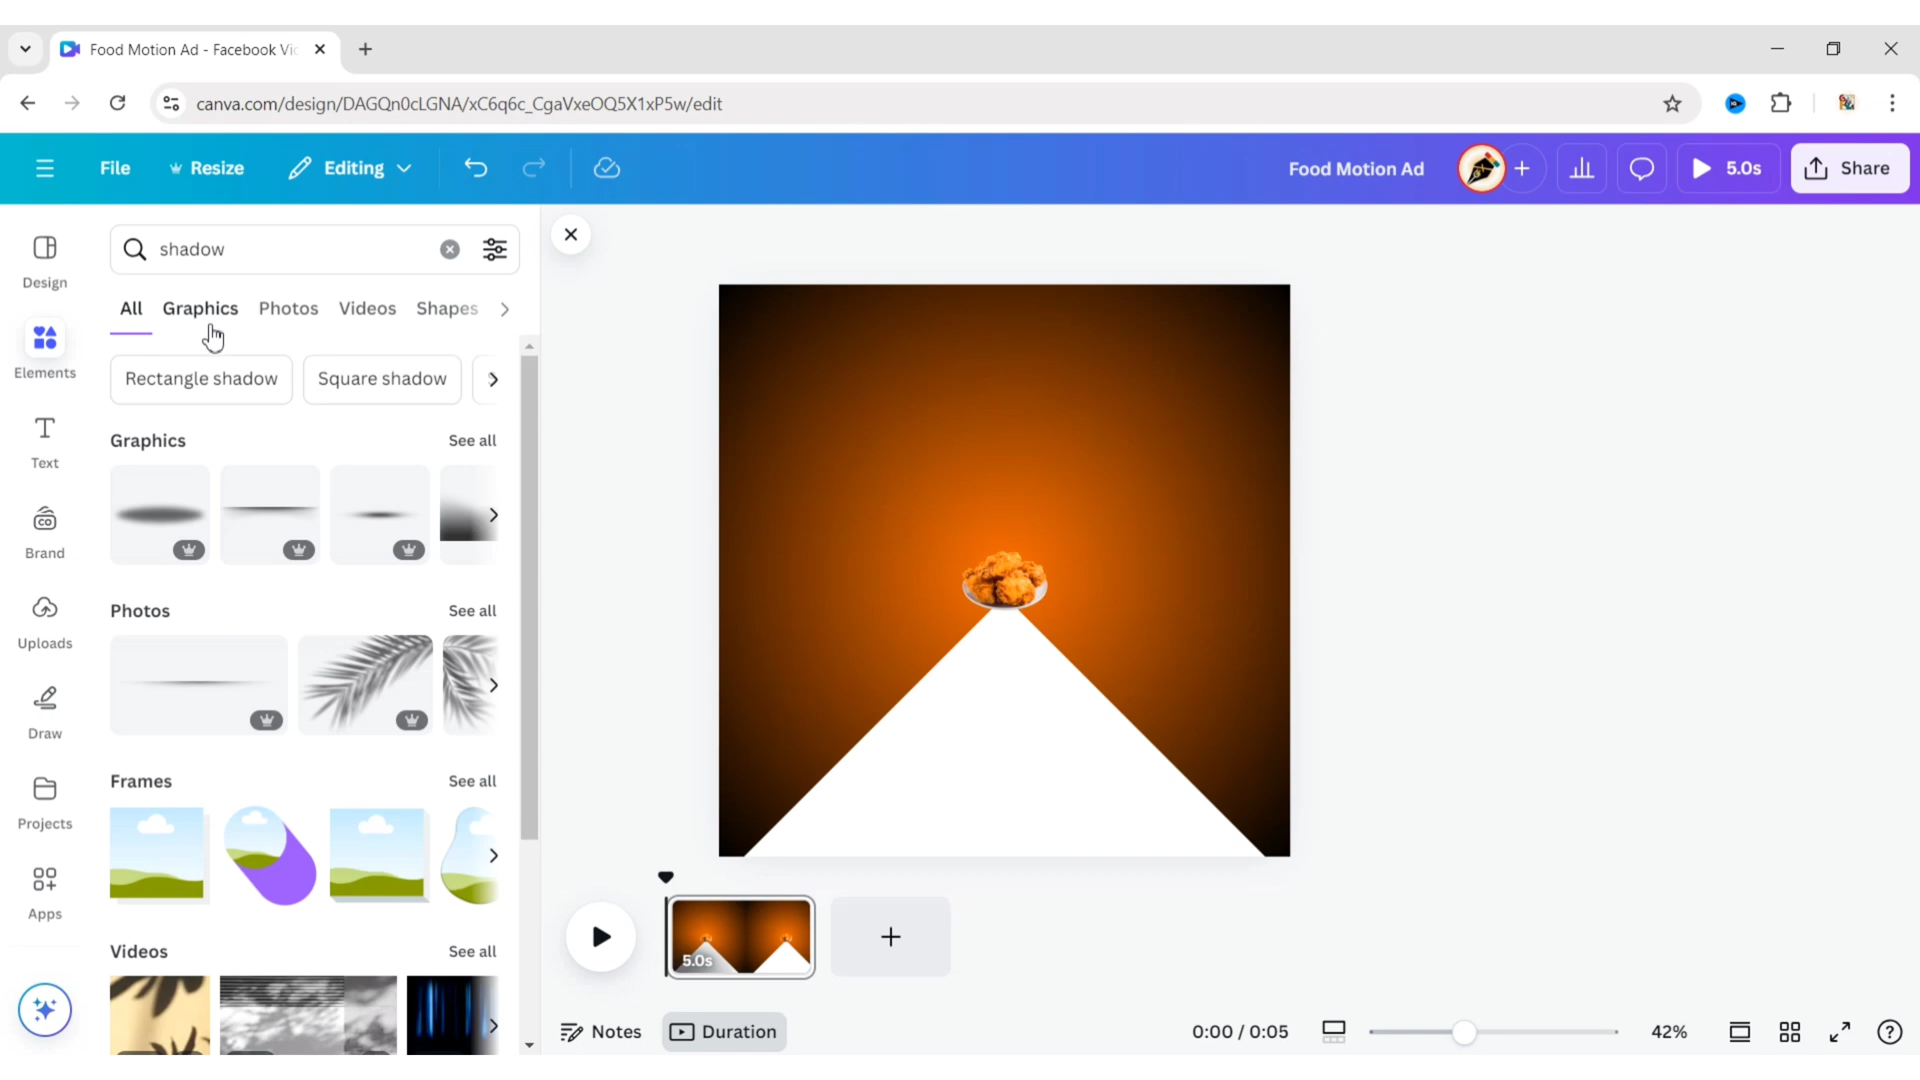 Food Motion Ad - Facebook Vi
canva.com/design/DAGQn0cLGNA/xC6q6c_CgaVxeOQ5X1xP5w/edit
File
Resize
Editing
Food Motion Ad
5.0s
Share
Design
Elements
Text
Brand
Uploads
Draw
Projects
Apps
shadow
All Graphics Photos Videos Shapes
Rectangle shadow
Square shadow
Graphics See all
Photos See all
Frames See all
Videos See all
5.0s
Notes
Duration
0:00 / 0:05
42%